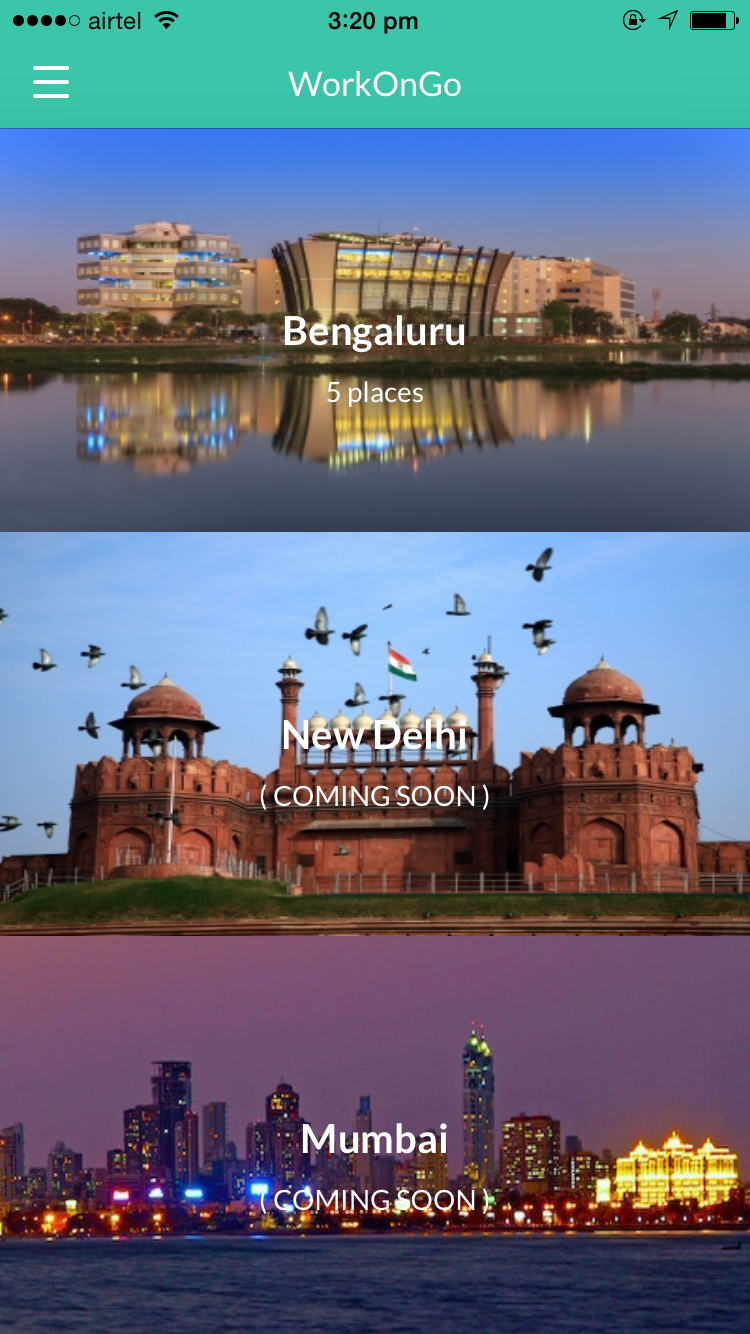 airtel 3:20 pm
WorkOnGo
Bengaluru
5 places
New Delhi
( COMING SOON )
Mumbai
( COMING SOON )